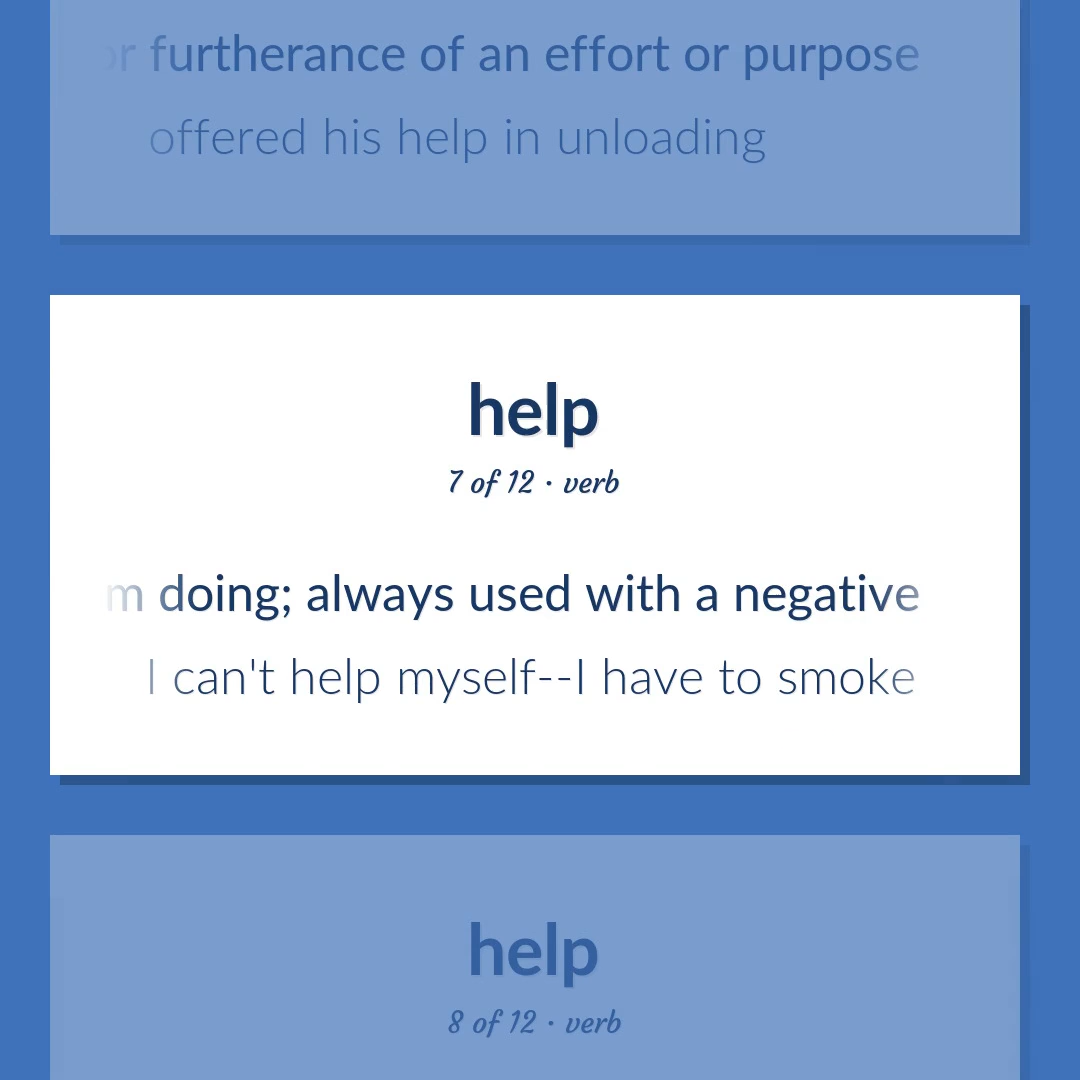 furtherance of an effort or purpose
offered his help in unloading
help
7 of 12 · verb
doing; always used with a negative
I can't help myself--I have to smoke
help
8 of 12 · verb